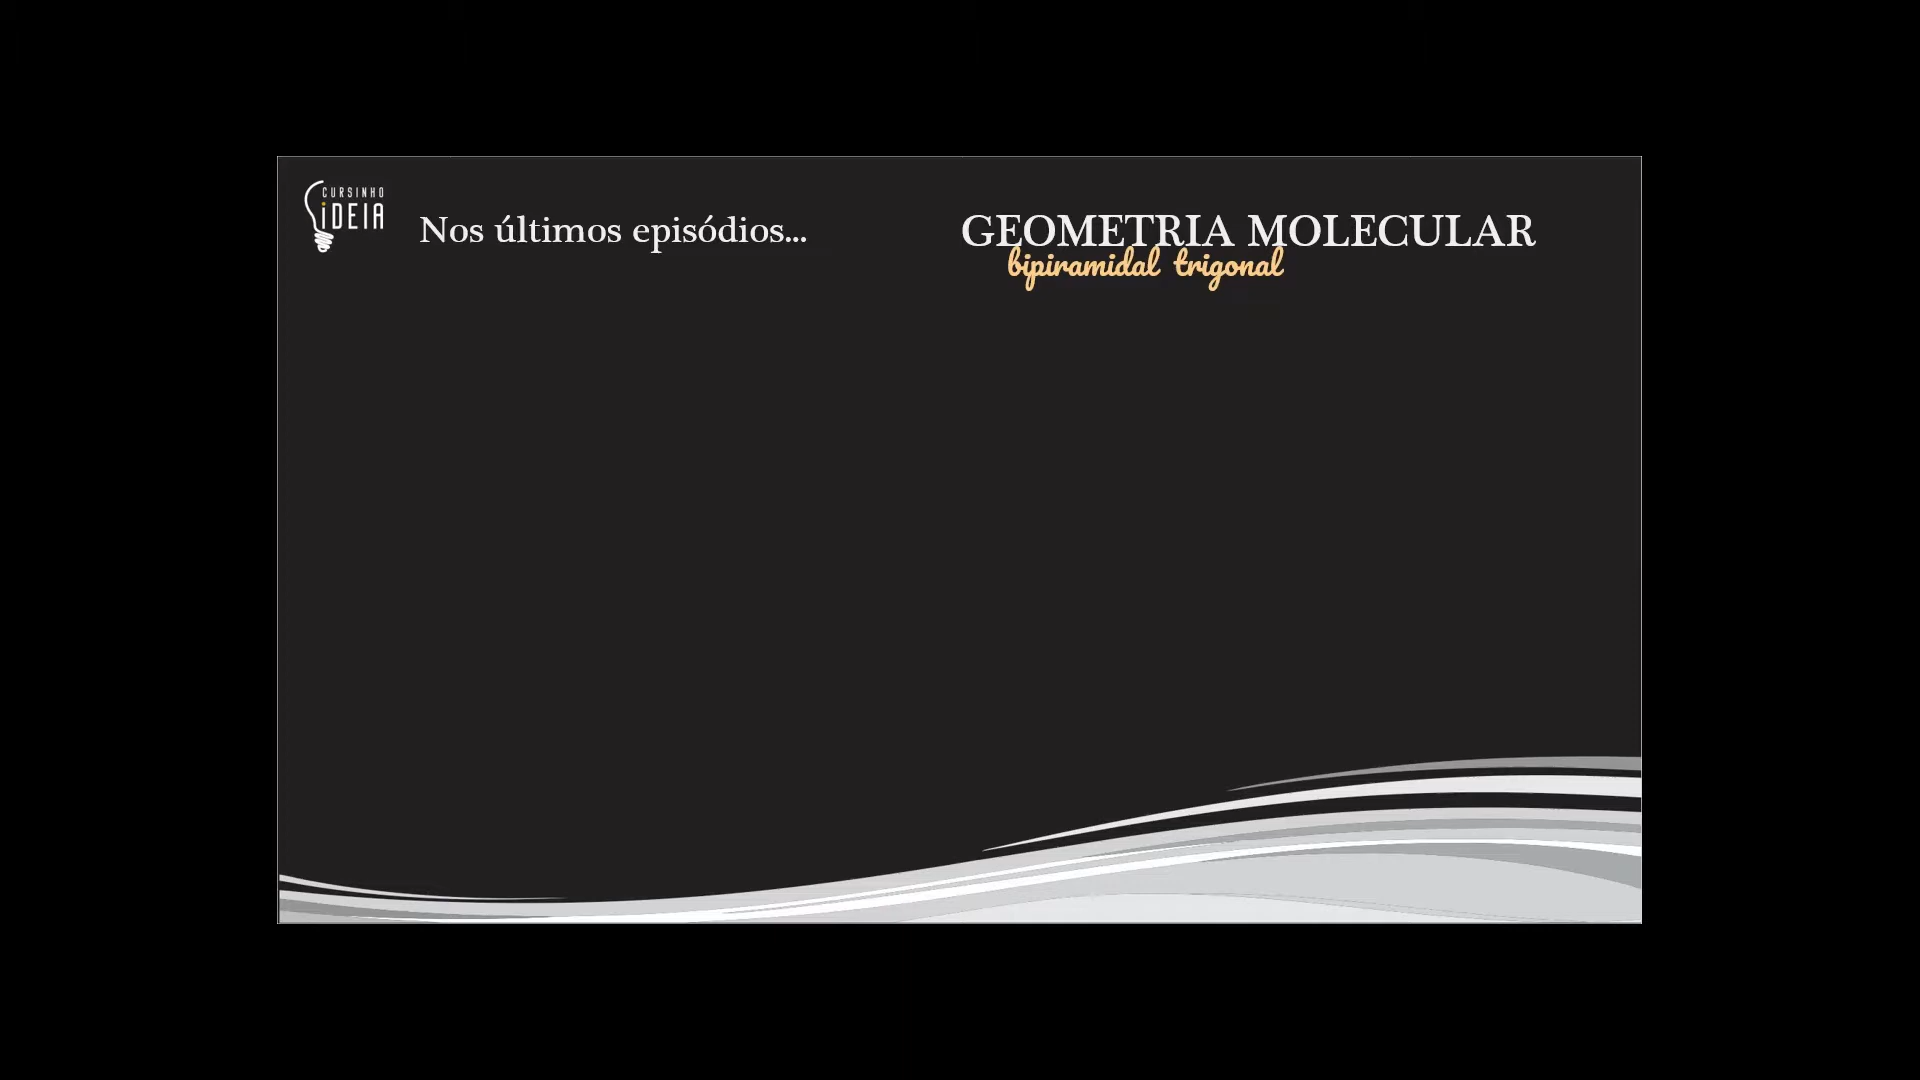 CURSINHO
iDEIA
Nos últimos episódios...
GEOMETRIA MOLECULAR
bipiramidal trigonal